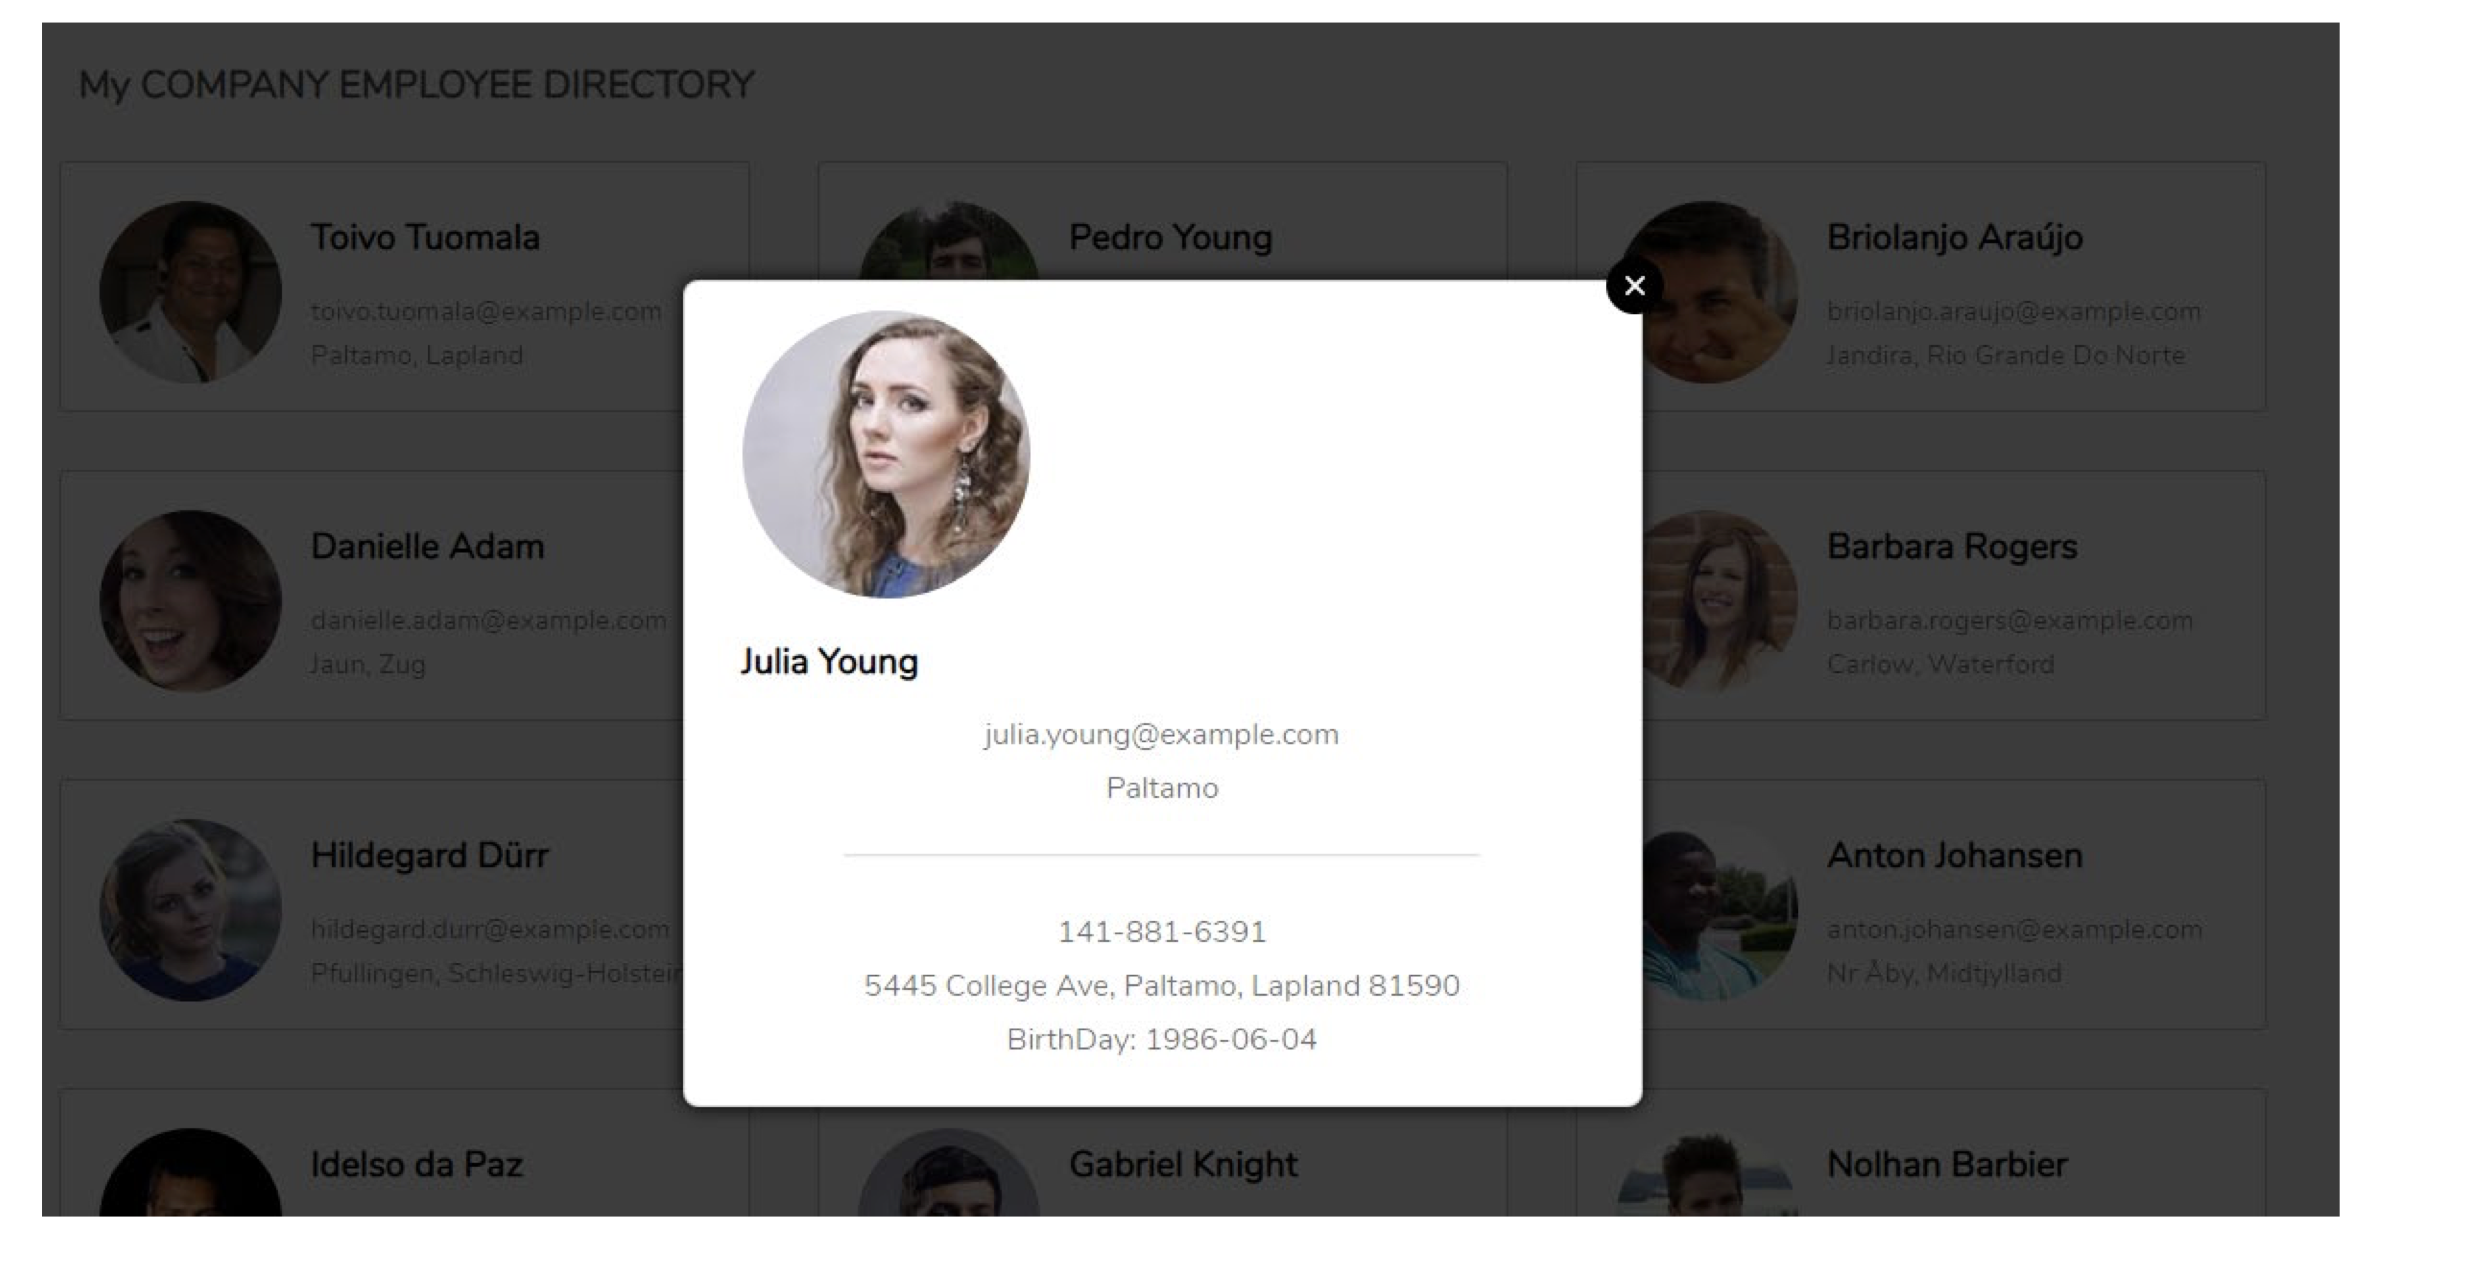 My COMPANY EMPLOYEE DIRECTORY
Toivo Tuomala
toivo.tuomala@example.com
Paltamo, Lapland
Pedro Young
Briolanjo Araújo
briolanjo.araujo@example.com
Jandira, Rio Grande Do Norte
Danielle Adam
danielle.adam@example.com
Jaun, Zug
Barbara Rogers
barbara.rogers@example.com
Carlow, Waterford
Hildegard Dürr
hildegard.durr@example.com
Pfullingen, Schleswig-Holstein
Anton Johansen
anton.johansen@example.com
Nr Åby, Midtjylland
Idelso da Paz
Gabriel Knight
Nolhan Barbier
Julia Young
julia.young@example.com
Paltamo
141-881-6391
5445 College Ave, Paltamo, Lapland 81590
BirthDay: 1986-06-04